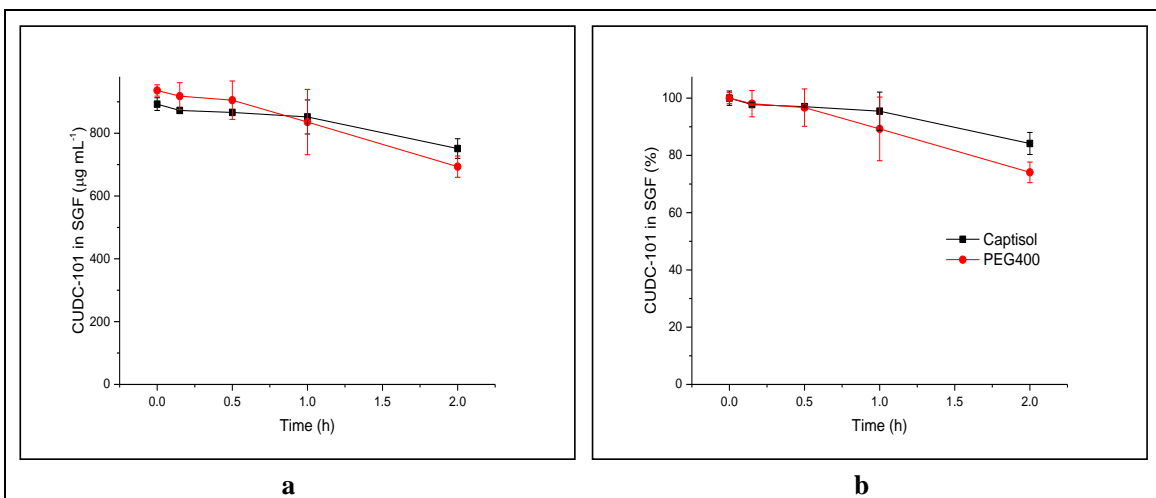 CUDC-101 in SGF (µg mL⁻¹)
800
600
400
200
0
0.0 0.5 1.0 1.5 2.0
Time (h)
a
CUDC-101 in SGF (%)
100
80
60
40
20
0
Captisol
PEG400
0.0 0.5 1.0 1.5 2.0
Time (h)
b